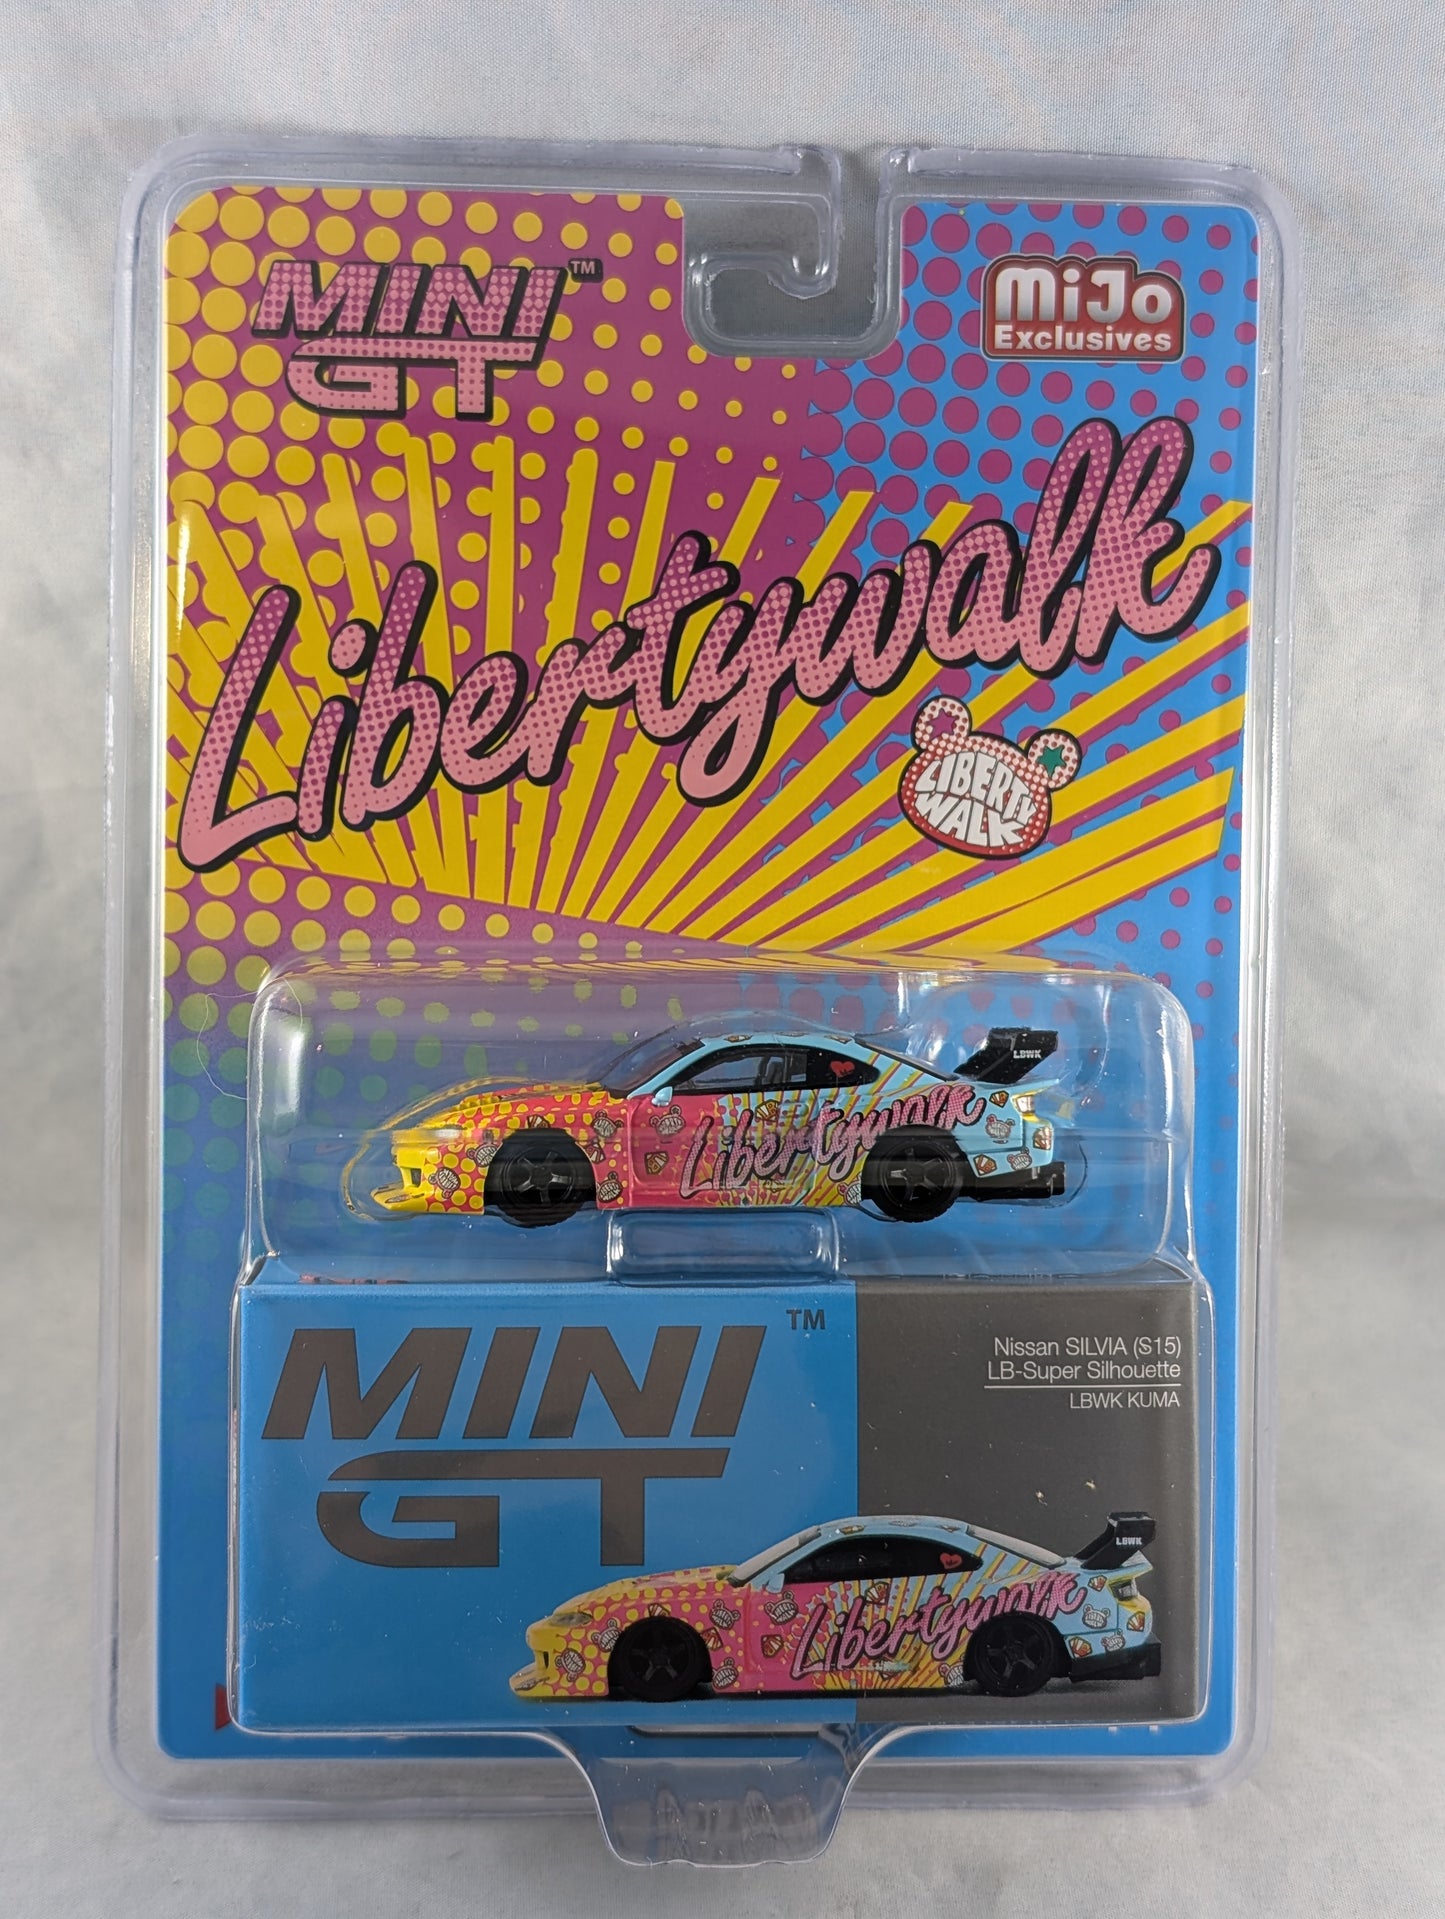 MINI GT™
MiJo
Exclusives
Libertywalk
LIBERTY
WALK
LBWK
Libertywalk
MINI GT™
Nissan SILVIA (S15)
LB-Super Silhouette
LBWK KUMA
LBWK
Libertywalk